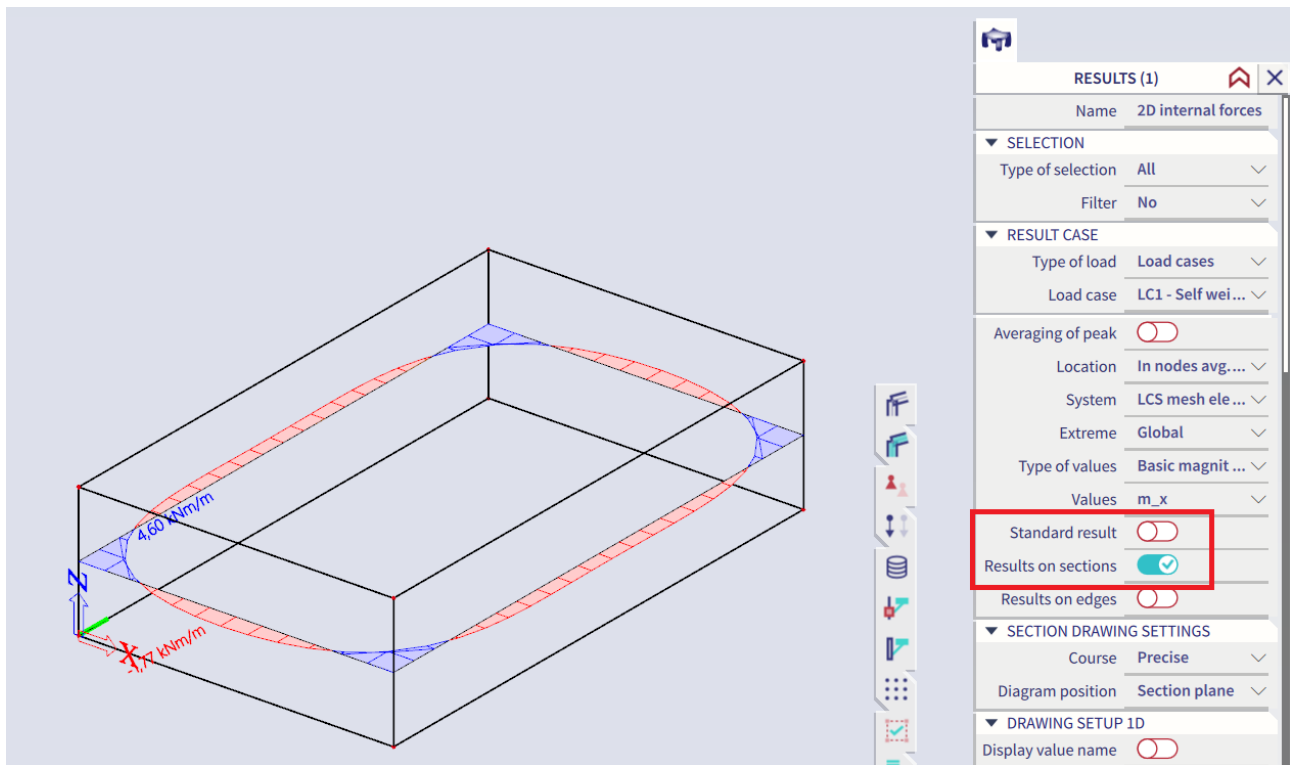 RESULTS (1)
Name 2D internal forces
SELECTION
Type of selection All
Filter No
RESULT CASE
Type of load Load cases
Load case LC1 - Self wei...
Averaging of peak
Location In nodes avg....
System LCS mesh ele ...
Extreme Global
Type of values Basic magnit ...
Values m_x
Standard result
Results on sections
Results on edges
SECTION DRAWING SETTINGS
Course Precise
Diagram position Section plane
DRAWING SETUP 1D
Display value name
4,60 kNm/m
Z
X
kNm/m